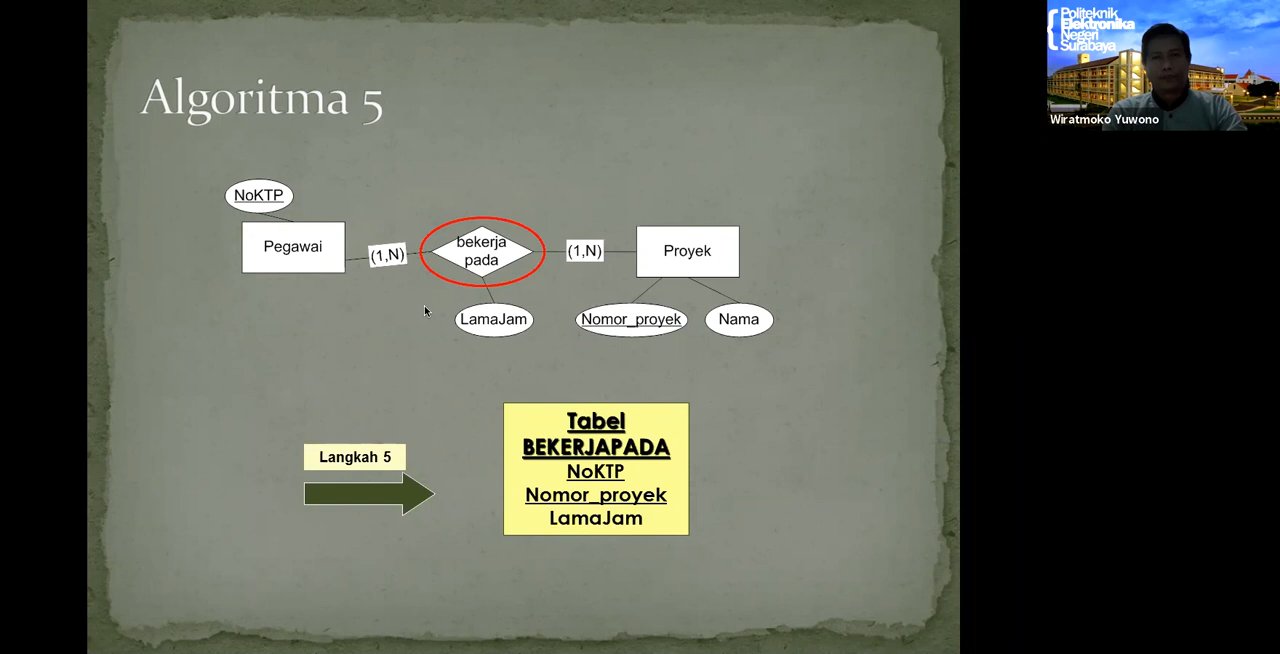 Algoritma 5
NoKTP
Pegawai
(1,N)
bekerja
pada
(1,N)
Proyek
LamaJam
Nomor_proyek
Nama
Langkah 5
Tabel
BEKERJAPADA
NoKTP
Nomor_proyek
LamaJam
Politeknik
Elektronika
Negeri
Surabaya
Wiratmoko Yuwono